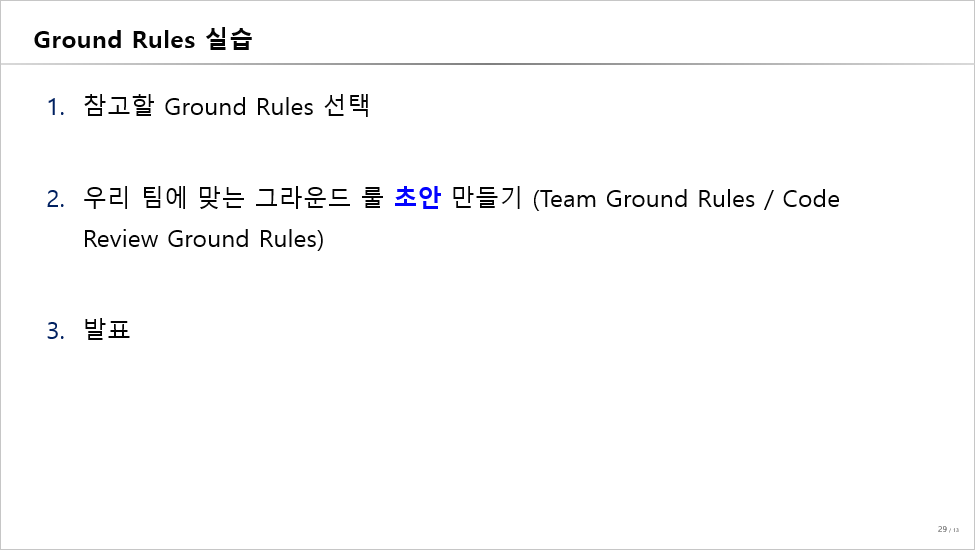 Ground Rules 실습
1. 참고할 Ground Rules 선택
2. 우리 팀에 맞는 그라운드 룰 초안 만들기 (Team Ground Rules / Code
Review Ground Rules)
3. 발표
29 / 13